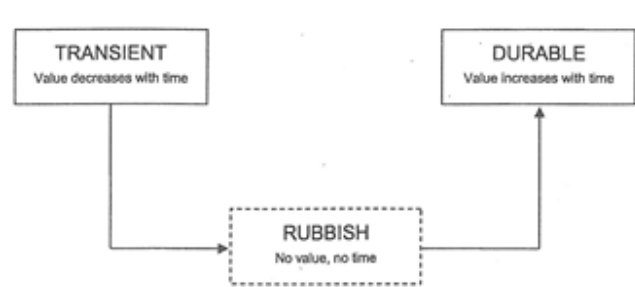 TRANSIENT
Value decreases with time
DURABLE
Value increases with time
RUBBISH
No value, no time